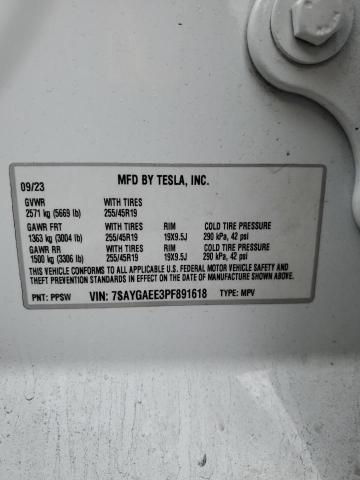 09/23 MFD BY TESLA, INC.
GVWR WITH TIRES
2571 kg (5669 lb) 255/45R19
GAWR FRT WITH TIRES RIM COLD TIRE PRESSURE
1363 kg (3004 lb) 255/45R19 19X9.5J 290 kPa, 42 psi
GAWR RR WITH TIRES RIM COLD TIRE PRESSURE
1500 kg (3306 lb) 255/45R19 19X9.5J 290 kPa, 42 psi
THIS VEHICLE CONFORMS TO ALL APPLICABLE U.S. FEDERAL MOTOR VEHICLE SAFETY AND
THEFT PREVENTION STANDARDS IN EFFECT ON THE DATE OF MANUFACTURE SHOWN ABOVE.
PNT: PPSW VIN: 7SAYGAEE3PF891618 TYPE: MPV